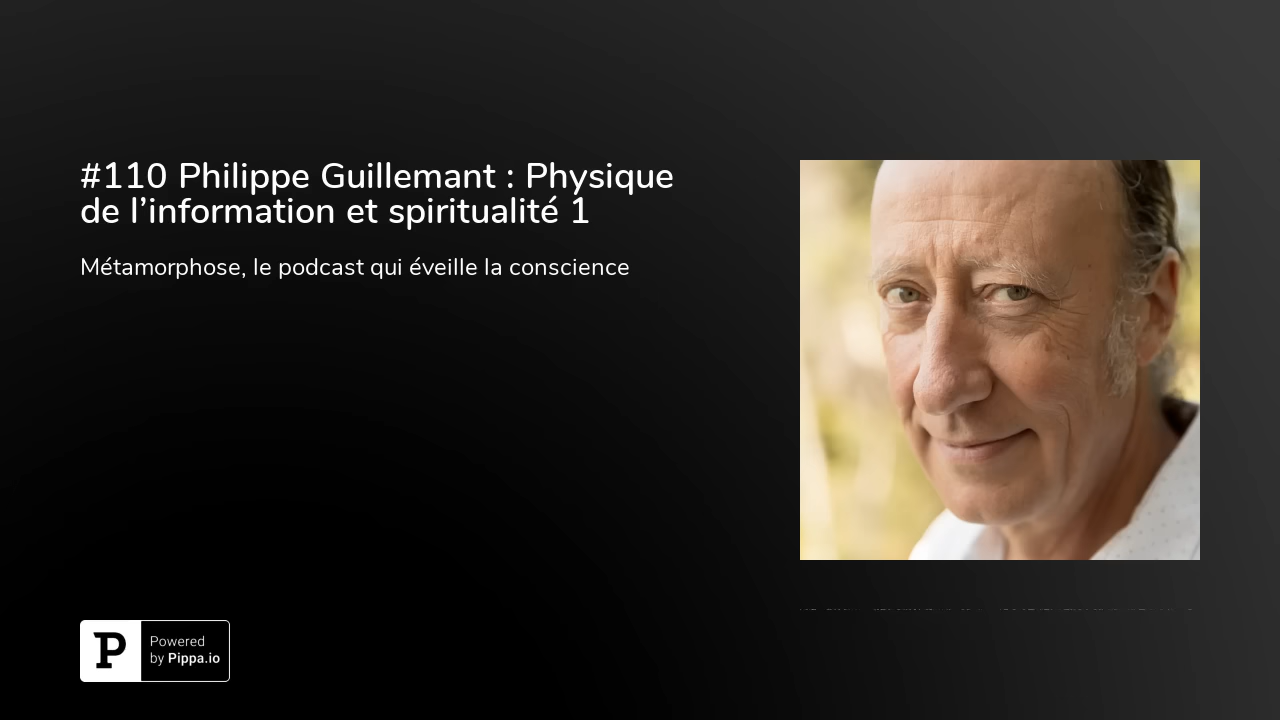 #110 Philippe Guillemant : Physique
de l’information et spiritualité 1
Métamorphose, le podcast qui éveille la conscience
P
Powered
by Pippa.io